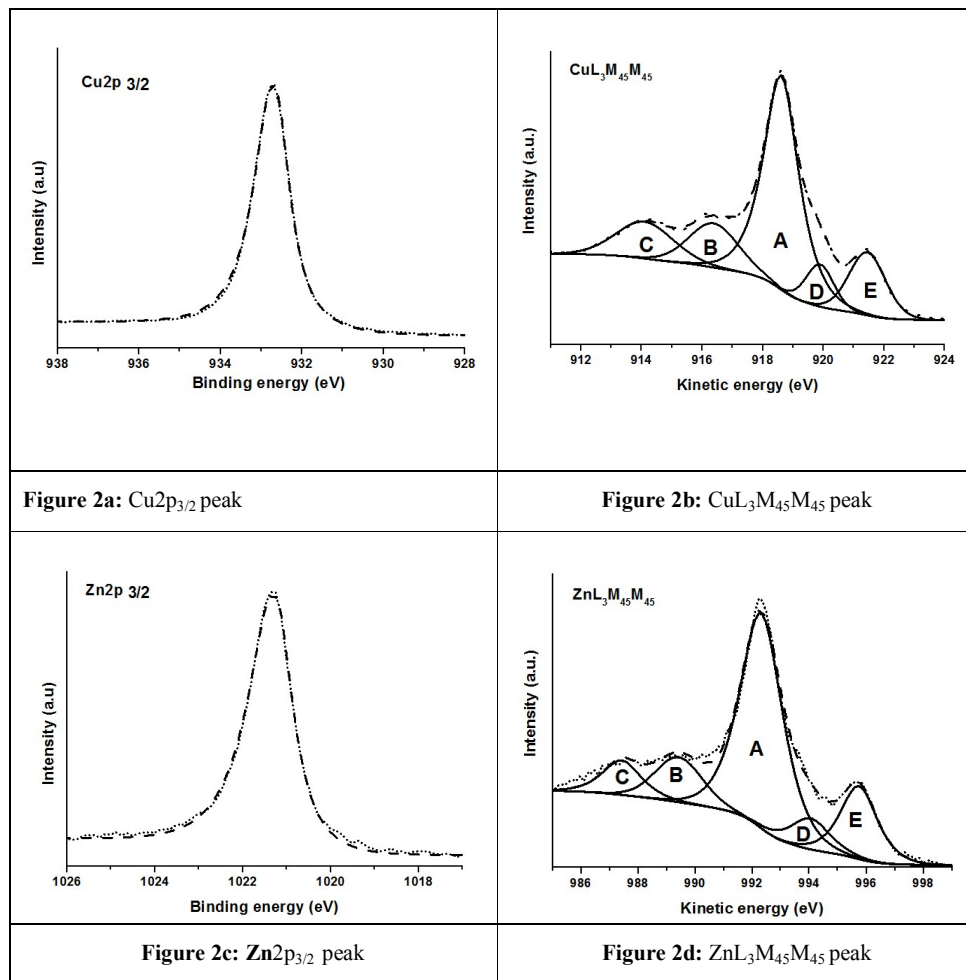 Cu2p 3/2
Intensity (a.u)
938 936 934 932 930 928
Binding energy (eV)
CuL₃M₄₅M₄₅
Intensity (a.u.)
C B A D E
912 914 916 918 920 922 924
Kinetic energy (eV)
Figure 2a: Cu2p₃/₂ peak
Figure 2b: CuL₃M₄₅M₄₅ peak
Zn2p 3/2
Intensity (a.u)
1026 1024 1022 1020 1018
Binding energy (eV)
ZnL₃M₄₅M₄₅
Intensity (a.u.)
C B A D E
986 988 990 992 994 996 998
Kinetic energy (eV)
Figure 2c: Zn2p₃/₂ peak
Figure 2d: ZnL₃M₄₅M₄₅ peak